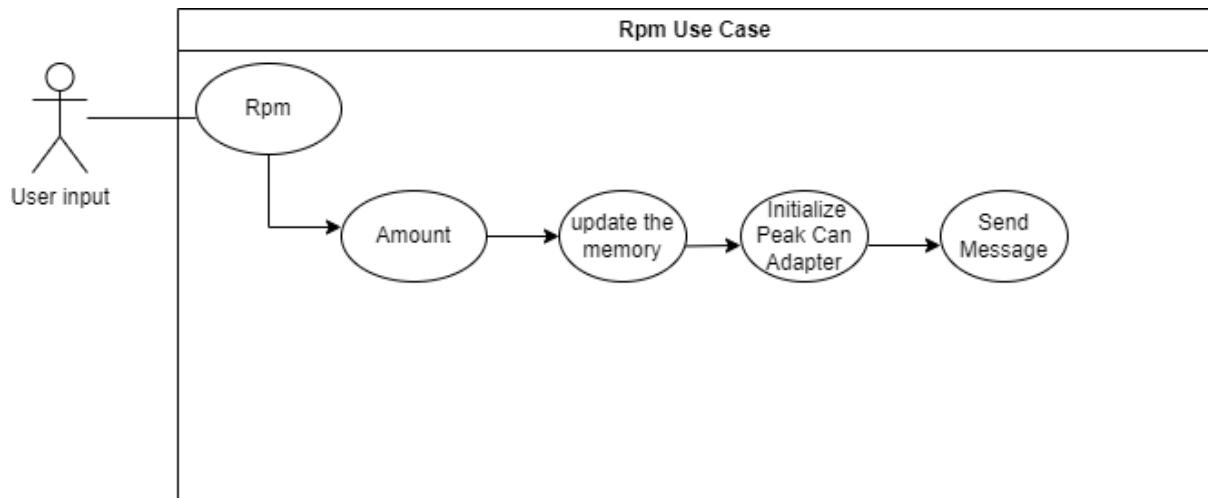 Rpm Use Case
Rpm
User input
Amount
update the
memory
Initialize
Peak Can
Adapter
Send
Message